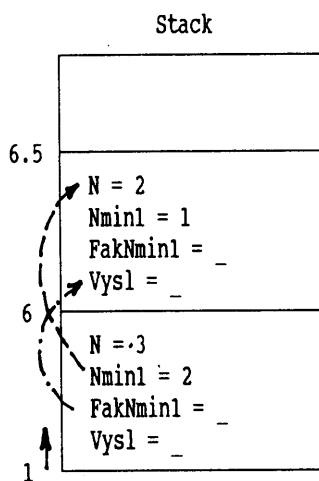 Stack
6.5
N = 2
Nmin1 = 1
FakNmin1 = _
Vysl = _
6
N = 3
Nmin1 = 2
FakNmin1 = _
Vysl = _
1